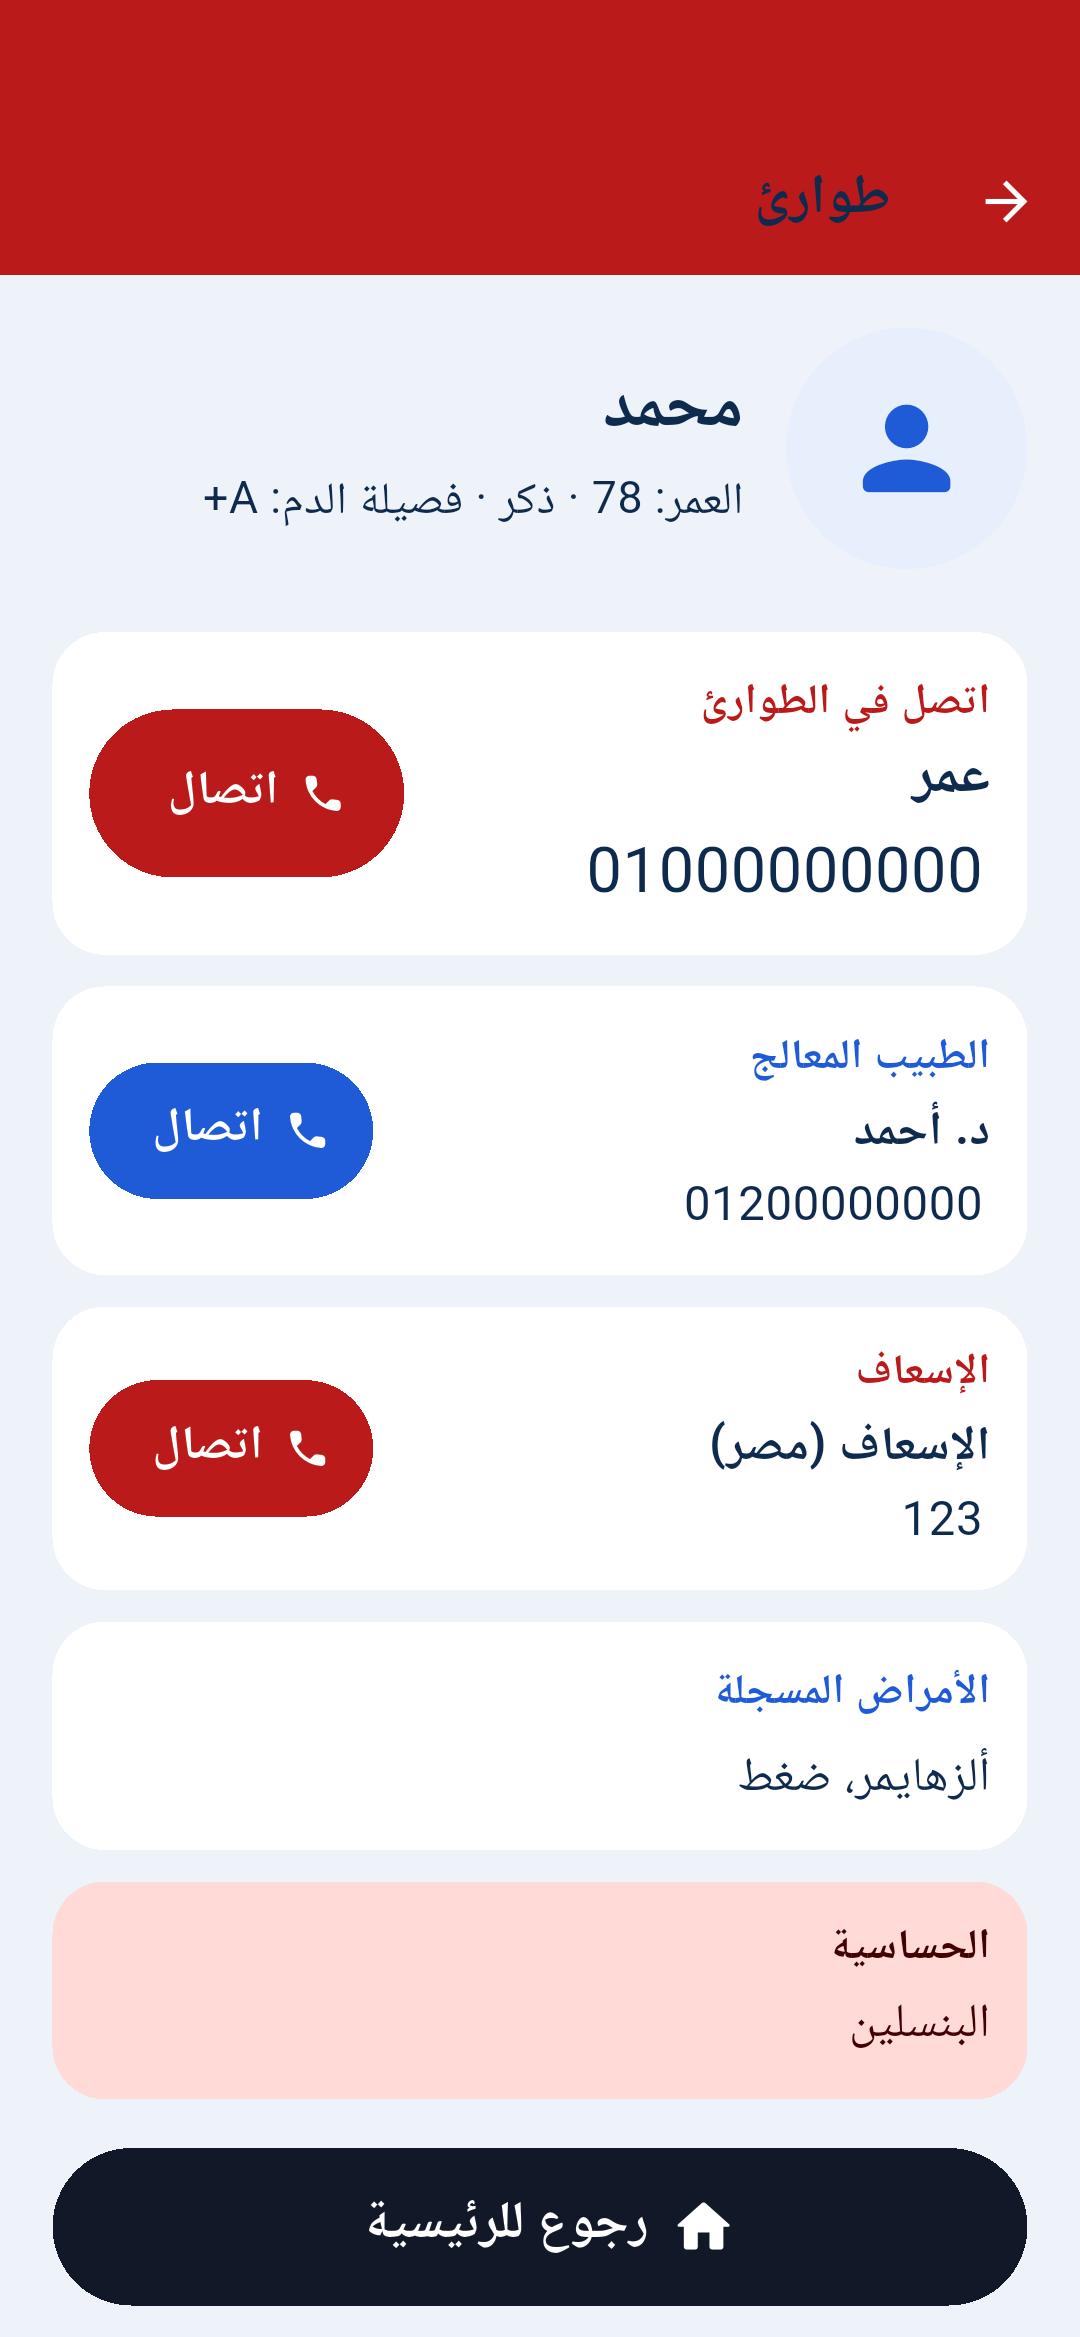 طوارئ
محمد
العمر: 78 · ذكر · فصيلة الدم: A+
اتصل في الطوارئ
عمر
01000000000
اتصال
الطبيب المعالج
د. أحمد
01200000000
اتصال
الإسعاف
الإسعاف (مصر)
123
اتصال
الأمراض المسجلة
ألزهايمر، ضغط
الحساسية
البنسلين
رجوع للرئيسية